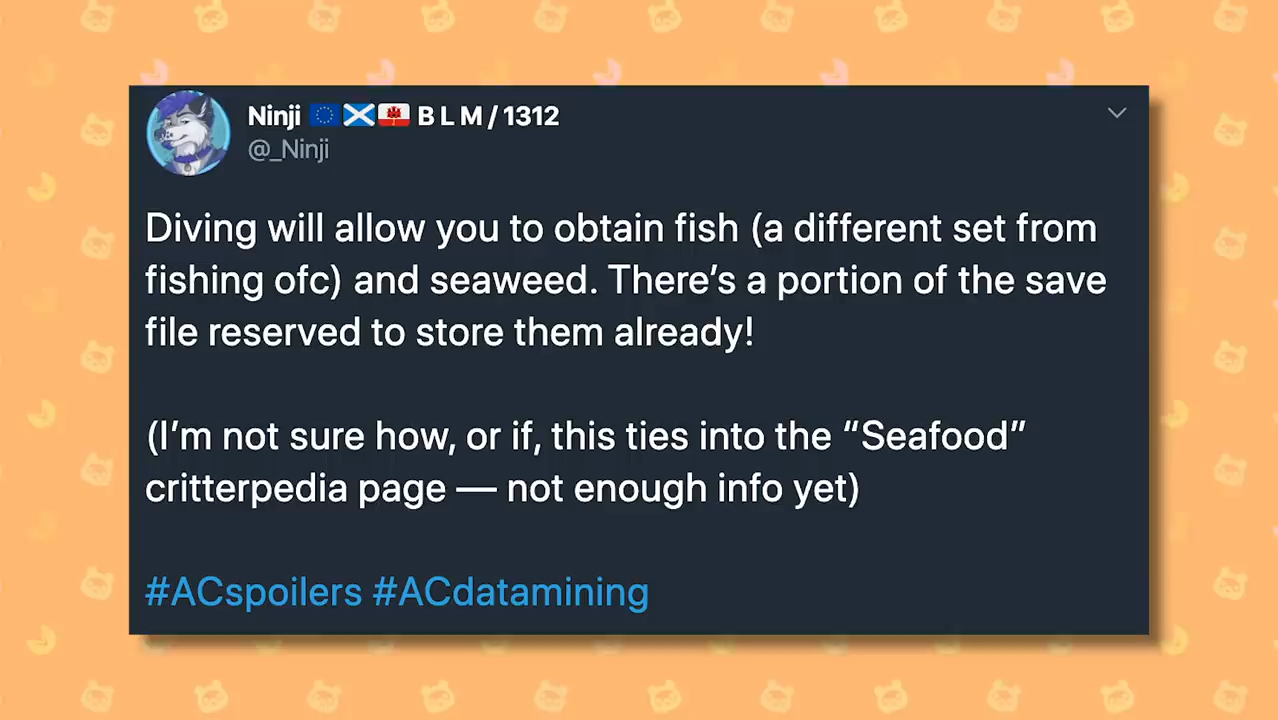 Ninji 🇪🇺🏴󠁧󠁢󠁳󠁣󠁴󠁿🇬🇮 B L M / 1312
@_Ninji
Diving will allow you to obtain fish (a different set from
fishing ofc) and seaweed. There’s a portion of the save
file reserved to store them already!
(I’m not sure how, or if, this ties into the “Seafood”
critterpedia page — not enough info yet)
#ACspoilers #ACdatamining